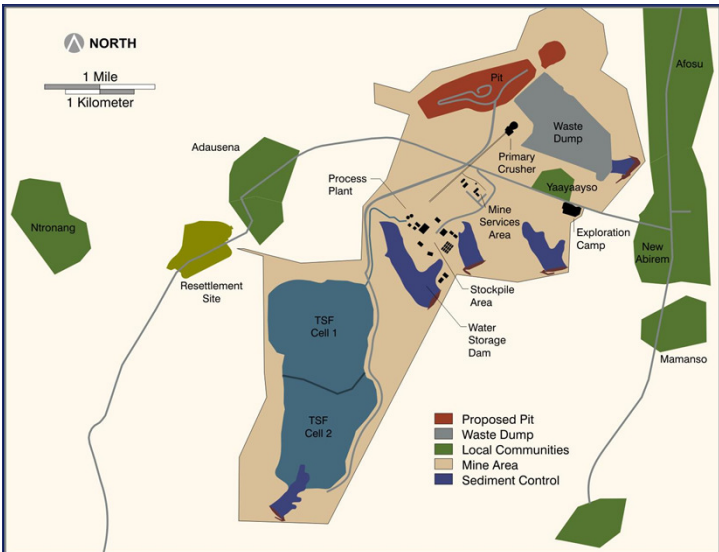 NORTH
1 Mile
1 Kilometer
Afosu
Pit
Waste
Dump
Adausena
Primary
Crusher
Process
Plant
Yaayaayso
Ntronang
Mine
Services
Area
Exploration
Camp
New
Abirem
Resettlement
Site
Stockpile
Area
TSF
Cell 1
Water
Storage
Dam
Mamanso
TSF
Cell 2
Proposed Pit
Waste Dump
Local Communities
Mine Area
Sediment Control